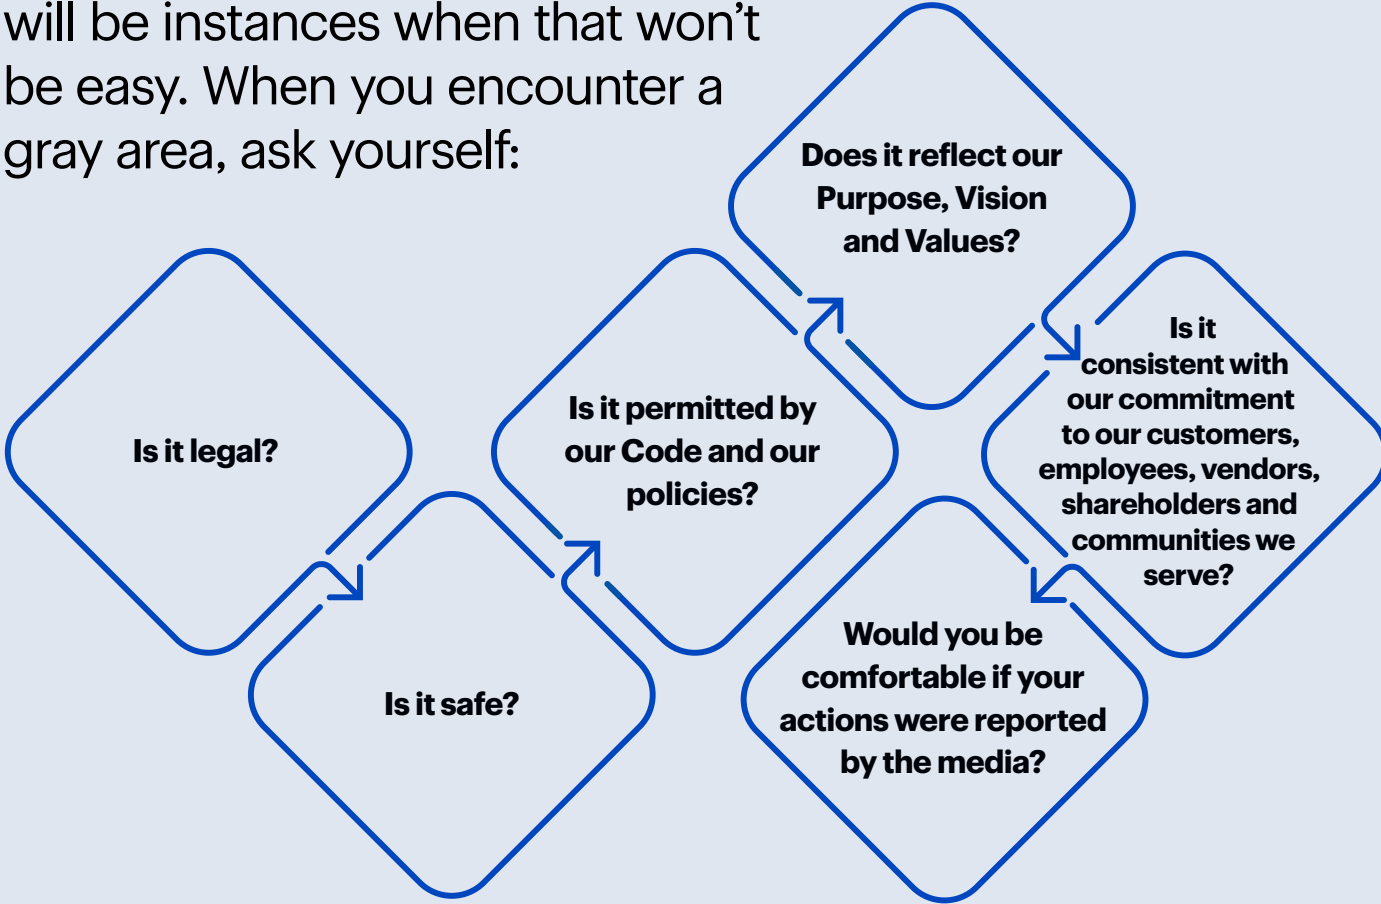 will be instances when that won’t
be easy. When you encounter a
gray area, ask yourself:
Is it legal?
Is it safe?
Is it permitted by
our Code and our
policies?
Does it reflect our
Purpose, Vision
and Values?
Is it
consistent with
our commitment
to our customers,
employees, vendors,
shareholders and
communities we
serve?
Would you be
comfortable if your
actions were reported
by the media?